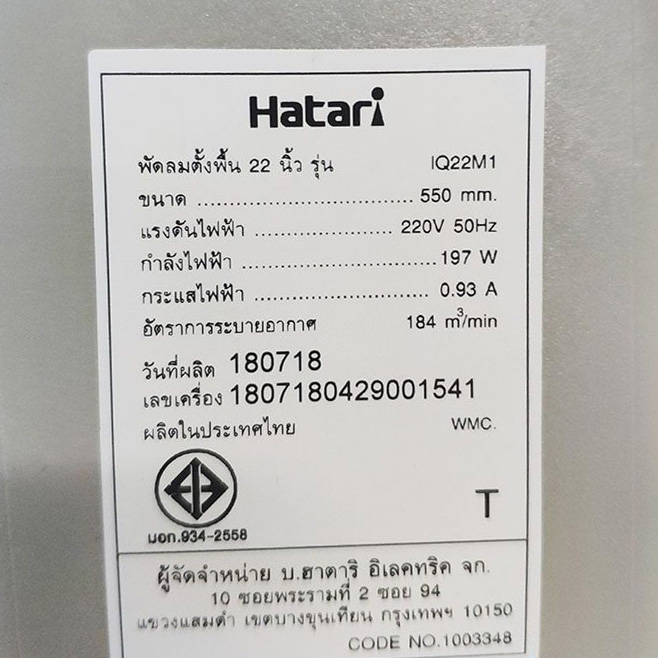 Hatari
พัดลมตั้งพื้น 22 นิ้ว รุ่น IQ22M1
ขนาด ........................... 550 mm.
แรงดันไฟฟ้า ................. 220V 50Hz
กำลังไฟฟ้า ........................ 197 W
กระแสไฟฟ้า ..................... 0.93 A
อัตราการระบายอากาศ 184 m³/min
วันที่ผลิต 180718
เลขเครื่อง 1807180429001541
ผลิตในประเทศไทย WMC.
T
มอก.934-2558
ผู้จัดจำหน่าย บ.ฮาตาริ อิเลคทริค จก.
10 ซอยพระรามที่ 2 ซอย 94
แขวงแสมดำ เขตบางขุนเทียน กรุงเทพฯ 10150
CODE NO.1003348